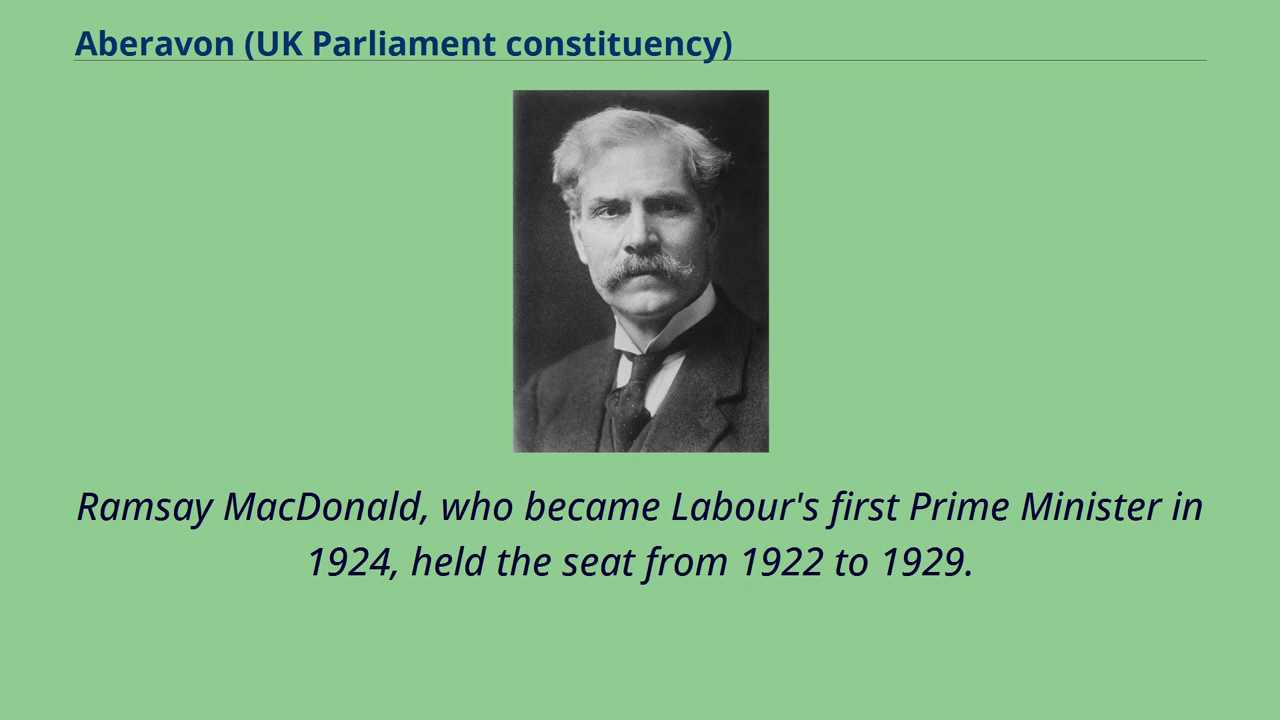 Aberavon (UK Parliament constituency)
Ramsay MacDonald, who became Labour's first Prime Minister in
1924, held the seat from 1922 to 1929.